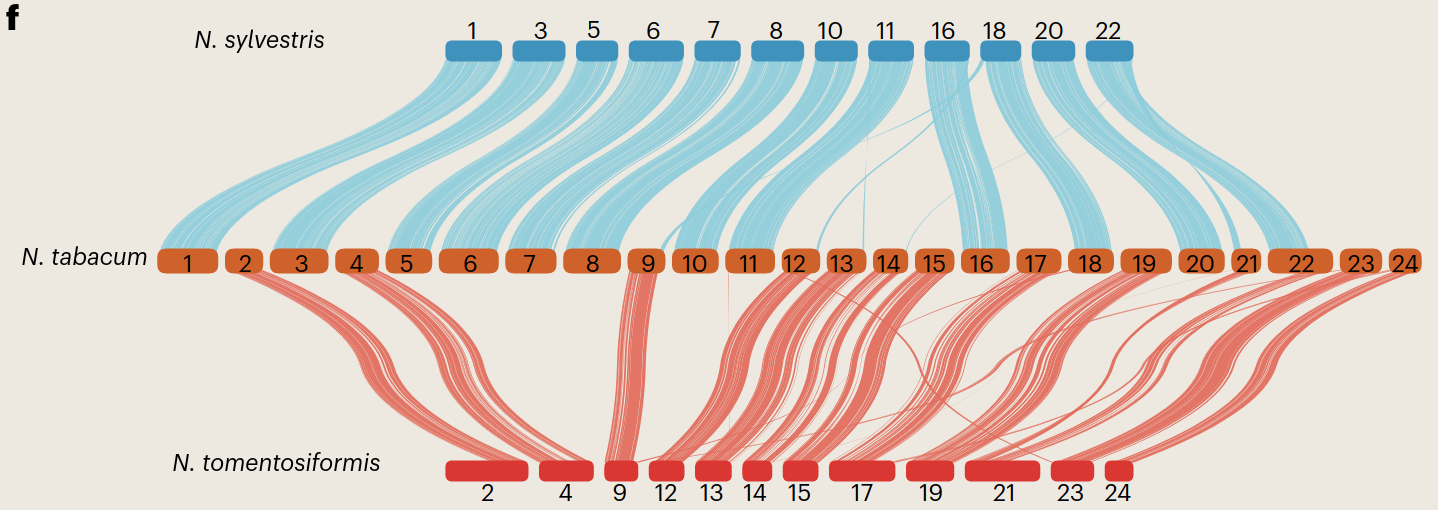 f
N. sylvestris 1 3 5 6 7 8 10 11 16 18 20 22
N. tabacum 1 2 3 4 5 6 7 8 9 10 11 12 13 14 15 16 17 18 19 20 21 22 23 24
N. tomentosiformis
2 4 9 12 13 14 15 17 19 21 23 24